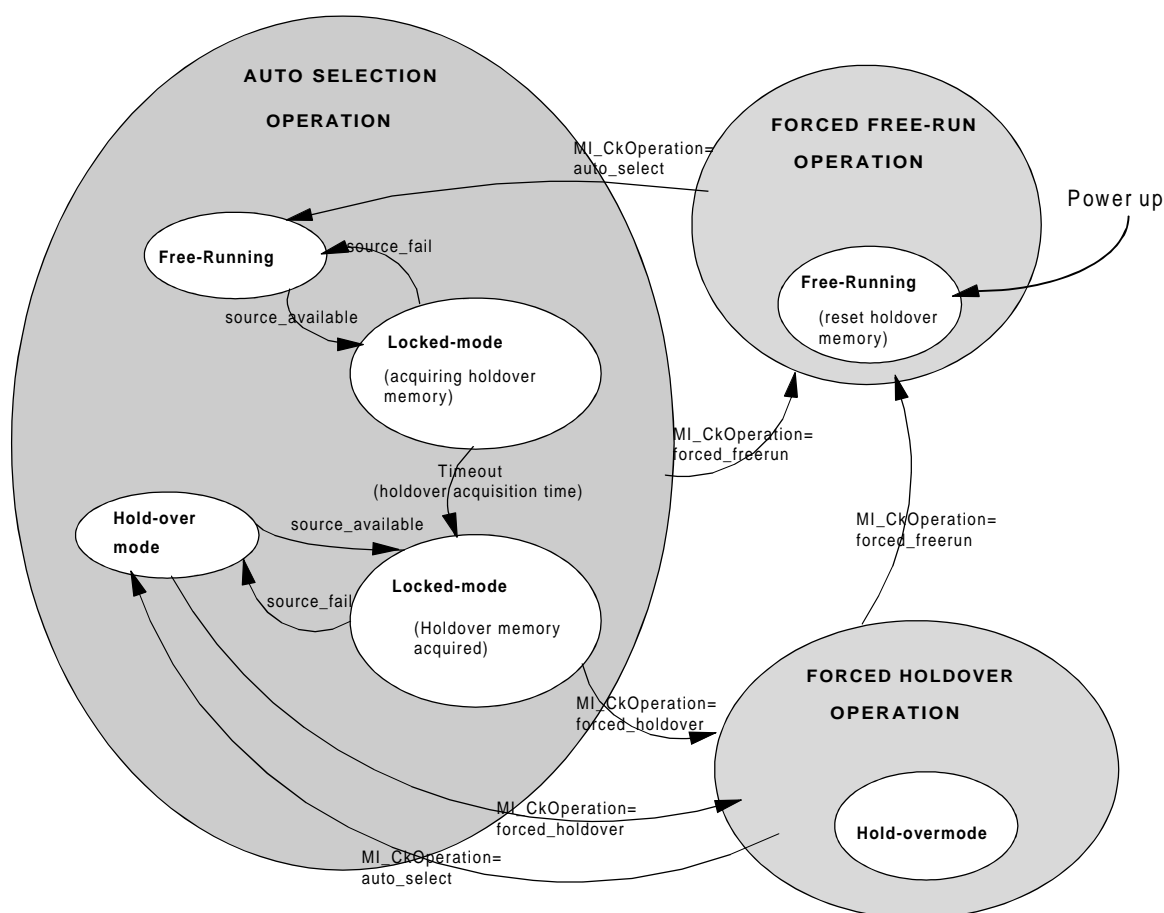 AUTO SELECTION
OPERATION
FORCED FREE-RUN
OPERATION
MI_CkOperation=
auto_select
Power up
Free-Running
source_fail
source_available
Free-Running
(reset holdover
memory)
Locked-mode
(acquiring holdover
memory)
MI_CkOperation=
forced_freerun
Timeout
(holdover acquisition time)
Hold-over
mode
source_available
MI_CkOperation=
forced_freerun
Locked-mode
(Holdover memory
acquired)
source_fail
FORCED HOLDOVER
OPERATION
MI_CkOperation=
forced_holdover
MI_CkOperation=
forced_holdover
Hold-overmode
MI_CkOperation=
auto_select